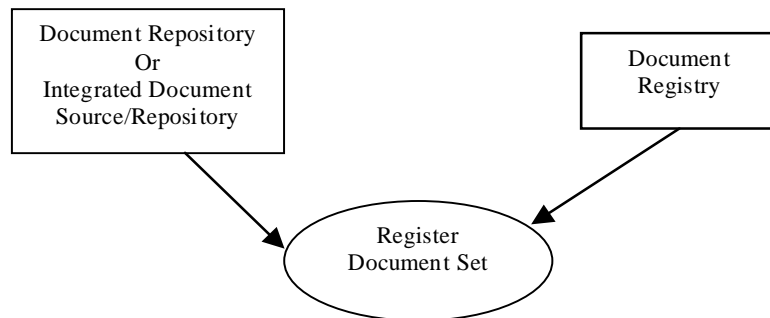 Document Repository
Or
Integrated Document
Source/Repository
Document
Registry
Register
Document Set